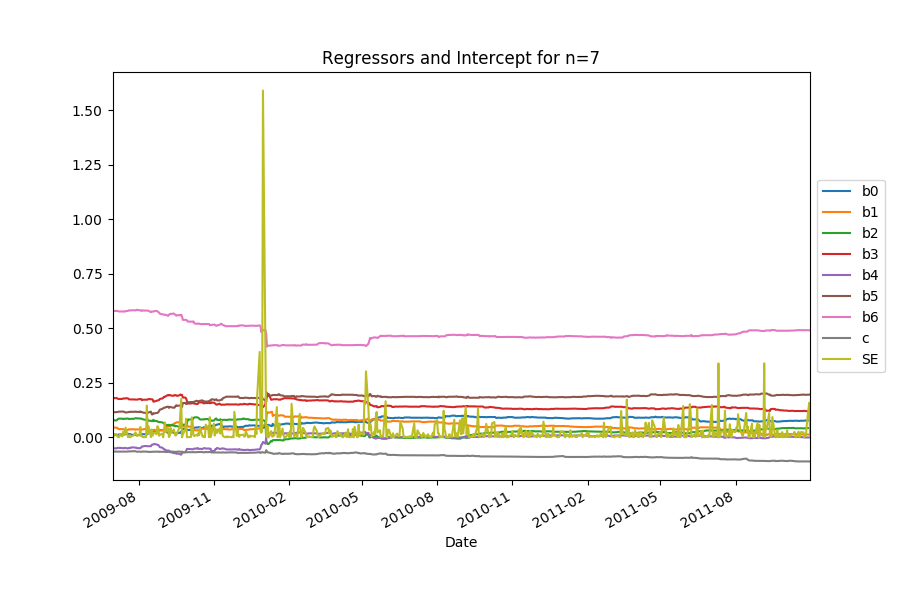 Regressors and Intercept for n=7
1.50
1.25
1.00
0.75
0.50
0.25
0.00
b0
b1
b2
b3
b4
b5
b6
c
SE
2009-08
2009-11
2010-02
2010-05
2010-08
2010-11
2011-02
2011-05
2011-08
Date